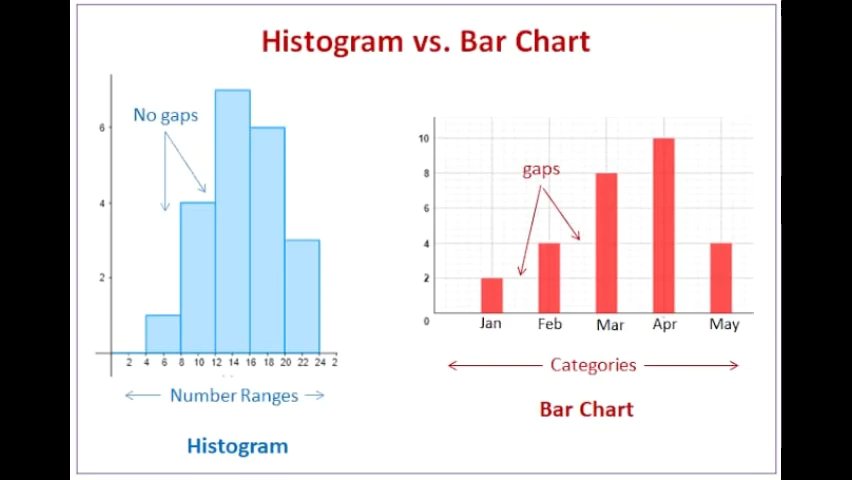 Histogram vs. Bar Chart
No gaps
6
4
2
2 4 6 8 10 12 14 16 18 20 22 24 2
Number Ranges
Histogram
gaps
10
8
6
4
2
0
Jan Feb Mar Apr May
Categories
Bar Chart